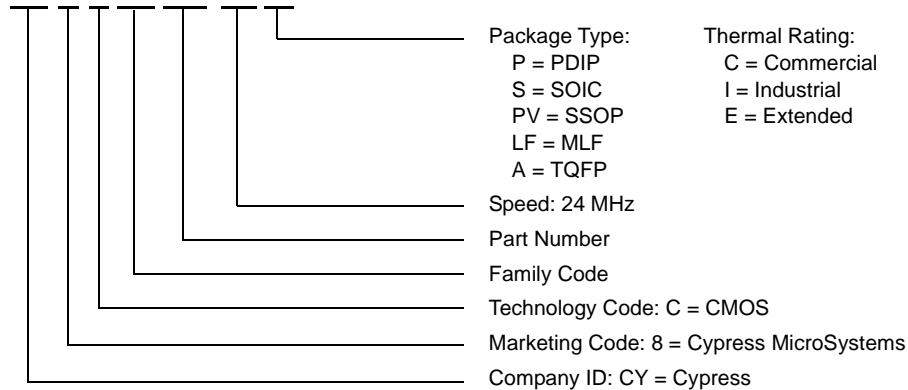 Package Type: Thermal Rating:
P = PDIP C = Commercial
S = SOIC I = Industrial
PV = SSOP E = Extended
LF = MLF
A = TQFP
Speed: 24 MHz
Part Number
Family Code
Technology Code: C = CMOS
Marketing Code: 8 = Cypress MicroSystems
Company ID: CY = Cypress